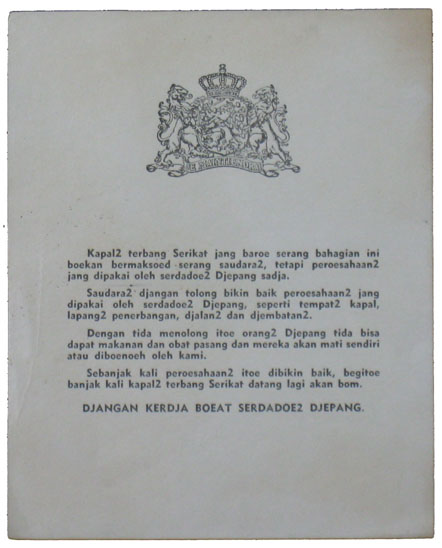 Kapal2 terbang Serikat jang baroe serang bahagian ini
boekan bermaksoed serang saudara2, tetapi peroesahaan2
jang dipakai oleh serdadoe2 Djepang sadja.
Saudara2 djangan tolong bikin baik peroesahaan2 jang
dipakai oleh serdadoe2 Djepang, seperti tempat2 kapal,
lapang2 penerbangan, djalan2 dan djembatan2.
Dengan tida menolong itoe orang2 Djepang tida bisa
dapat makanan dan obat pasang dan mereka akan mati sendiri
atau diboenoeh oleh kami.
Sebanjak kali peroesahaan2 itoe dibikin baik, begitoe
banjak kali kapal2 terbang Serikat datang lagi akan bom.
DJANGAN KERDJA BOEAT SERDADOE2 DJEPANG.